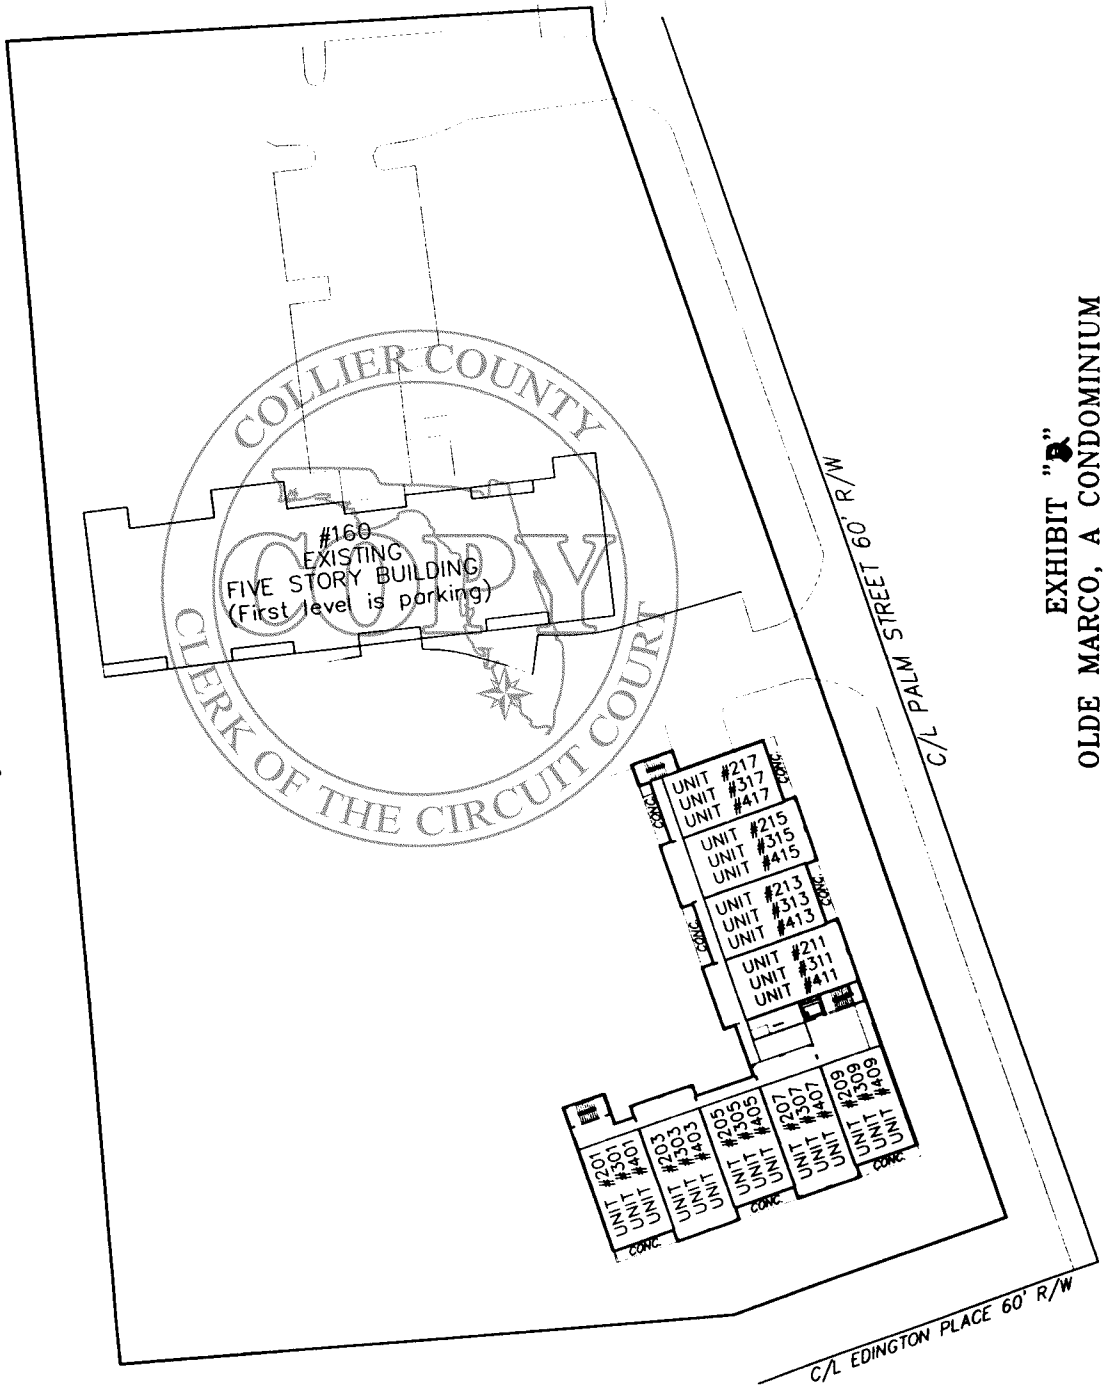 COLLIER COUNTY
COPY
CLERK OF THE CIRCUIT COURT
#160
EXISTING
FIVE STORY BUILDING
(First level is parking)
C/L PALM STREET 60' R/W
EXHIBIT
OLDE MARCO, A CONDOMINIUM
UNIT #217
UNIT #317
UNIT #417
CONC.
CONC.
UNIT #215
UNIT #315
UNIT #415
UNIT #213
UNIT #313
UNIT #413
CONC.
CONC.
UNIT #211
UNIT #311
UNIT #411
UNIT #201
UNIT #301
UNIT #401
UNIT #203
UNIT #303
UNIT #403
UNIT #205
UNIT #305
UNIT #405
UNIT #207
UNIT #307
UNIT #407
UNIT #209
UNIT #309
UNIT #409
CONC.
CONC.
CONC.
C/L EDINGTON PLACE 60' R/W